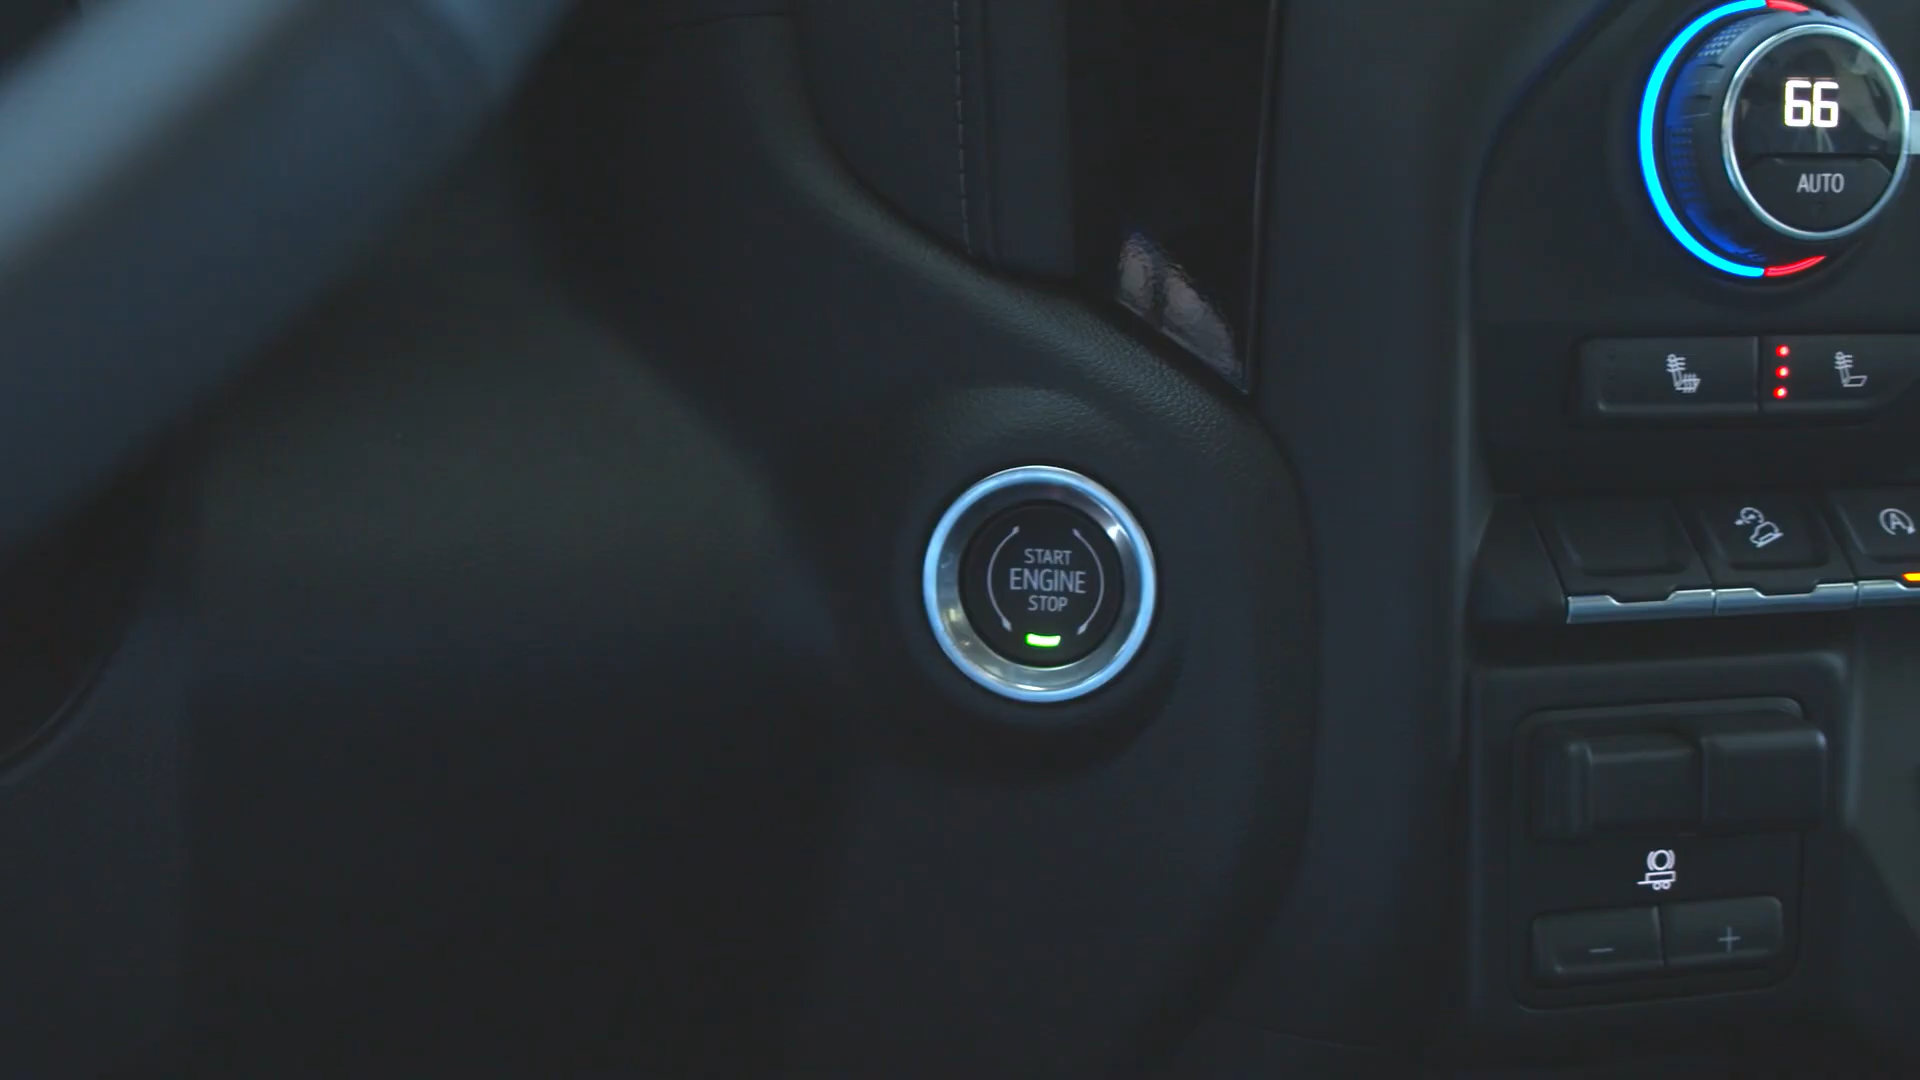 66
AUTO
START
ENGINE
STOP
A
− +